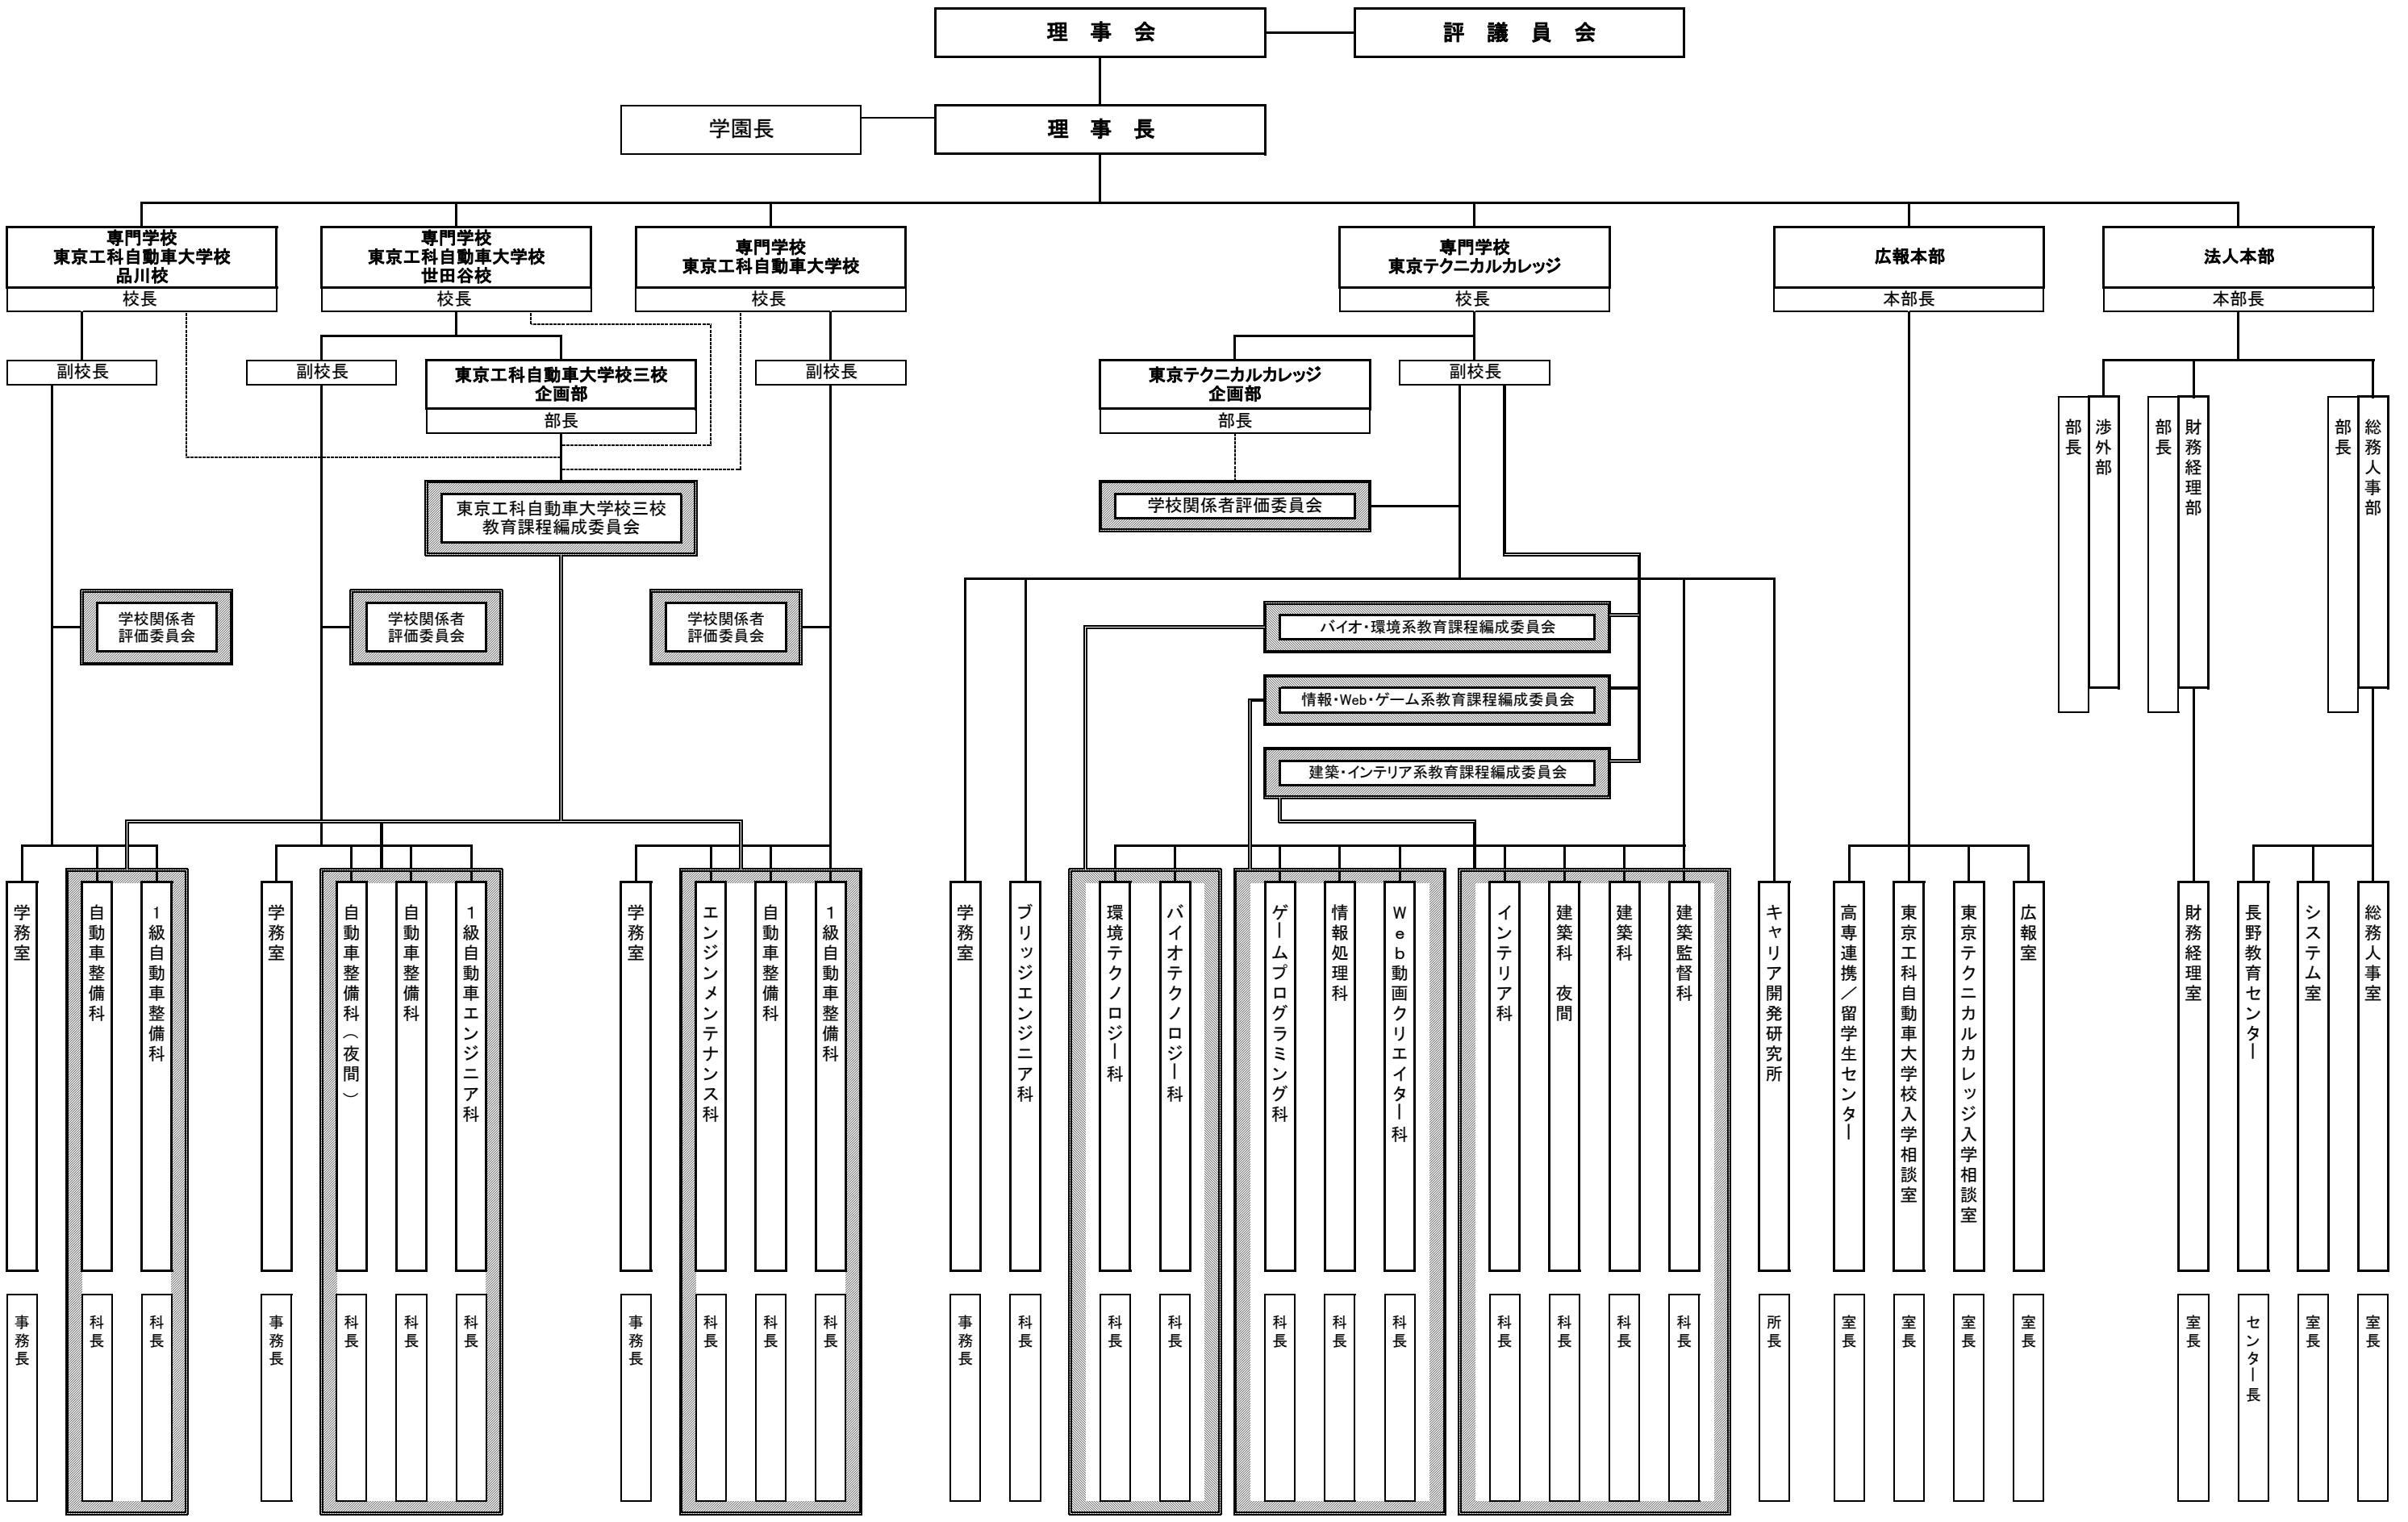 理　事　会
評　議　員　会
学園長
理　事　長
専門学校
東京工科自動車大学校
品川校
校長
専門学校
東京工科自動車大学校
世田谷校
校長
専門学校
東京工科自動車大学校
校長
専門学校
東京テクニカルカレッジ
校長
広報本部
本部長
法人本部
本部長
副校長
副校長
東京工科自動車大学校三校
企画部
部長
副校長
東京テクニカルカレッジ
企画部
部長
副校長
部長
渉外部
部長
財務経理部
部長
総務人事部
東京工科自動車大学校三校
教育課程編成委員会
学校関係者評価委員会
学校関係者
評価委員会
学校関係者
評価委員会
学校関係者
評価委員会
バイオ・環境系教育課程編成委員会
情報・Web・ゲーム系教育課程編成委員会
建築・インテリア系教育課程編成委員会
学務室
自動車整備科
1級自動車整備科
学務室
自動車整備科（夜間）
自動車整備科
1級自動車エンジニア科
学務室
エンジンメンテナンス科
自動車整備科
1級自動車整備科
学務室
ブリッジエンジニア科
環境テクノロジー科
バイオテクノロジー科
ゲームプログラミング科
情報処理科
Web動画クリエイター科
インテリア科
建築科　夜間
建築科
建築監督科
キャリア開発研究所
高専連携／留学生センター
東京工科自動車大学校入学相談室
東京テクニカルカレッジ入学相談室
広報室
財務経理室
長野教育センター
システム室
総務人事室
事務長
科長
科長
事務長
科長
科長
科長
事務長
科長
科長
科長
事務長
科長
科長
科長
科長
科長
科長
科長
科長
科長
科長
所長
室長
室長
室長
室長
室長
センター長
室長
室長